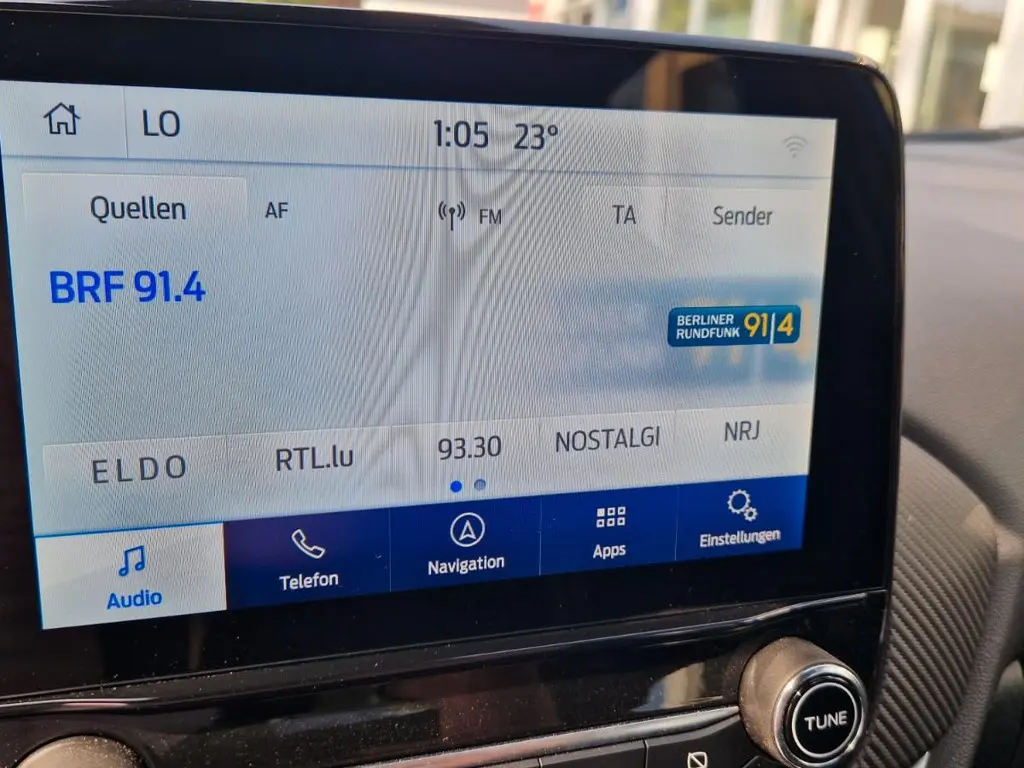 LO
1:05 23°
Quellen
AF
FM
TA
Sender
BRF 91.4
BERLINER
RUNDFUNK 91|4
ELDO
RTL.lu
93.30
NOSTALGI
NRJ
Audio
Telefon
Navigation
Apps
Einstellungen
TUNE